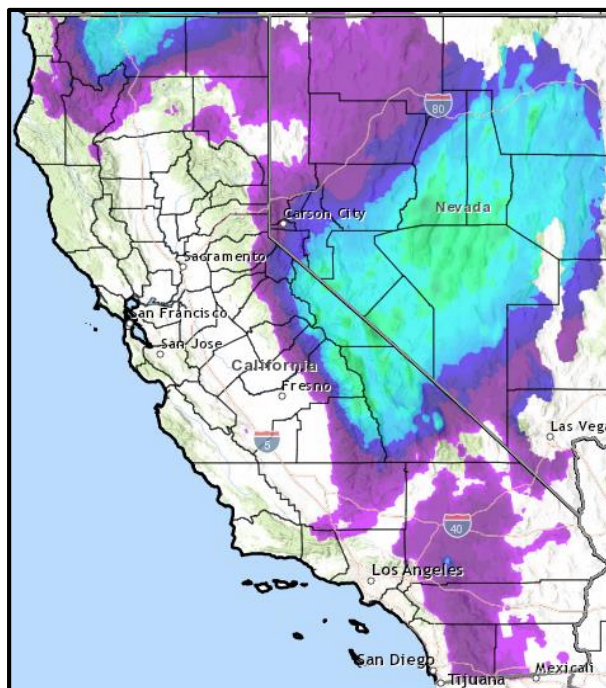 80
Carson City
Nevada
Sacramento
San Francisco
San Jose
California
Fresno
5
Las Vega
40
Los Angeles
San Diego
Tijuana
Mexicali